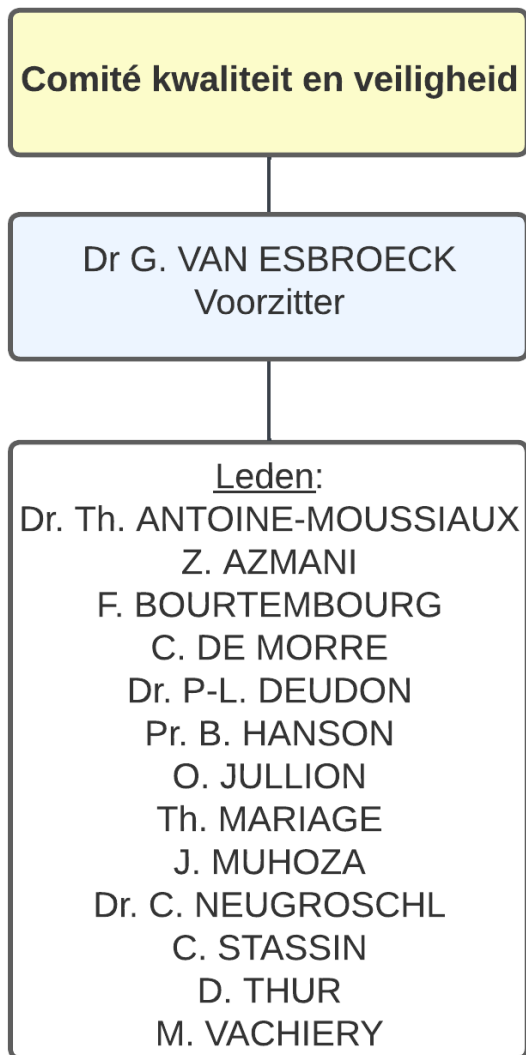 Comité kwaliteit en veiligheid
Dr G. VAN ESBROECK
Voorzitter
Leden:
Dr. Th. ANTOINE-MOUSSIAUX
Z. AZMANI
F. BOURTEMBOURG
C. DE MORRE
Dr. P-L. DEUDON
Pr. B. HANSON
O. JULLION
Th. MARIAGE
J. MUHOZA
Dr. C. NEUGROSCHL
C. STASSIN
D. THUR
M. VACHIERY